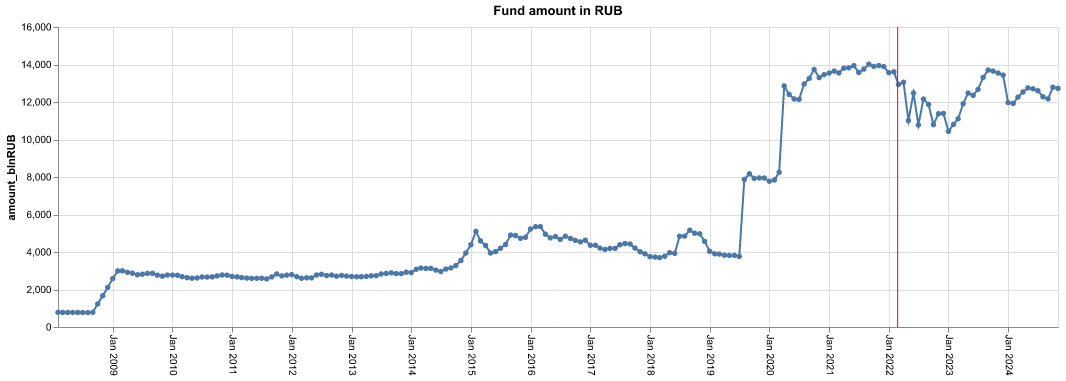 Fund amount in RUB
amount_blnRUB
16,000
14,000
12,000
10,000
8,000
6,000
4,000
2,000
0
Jan 2009
Jan 2010
Jan 2011
Jan 2012
Jan 2013
Jan 2014
Jan 2015
Jan 2016
Jan 2017
Jan 2018
Jan 2019
Jan 2020
Jan 2021
Jan 2022
Jan 2023
Jan 2024